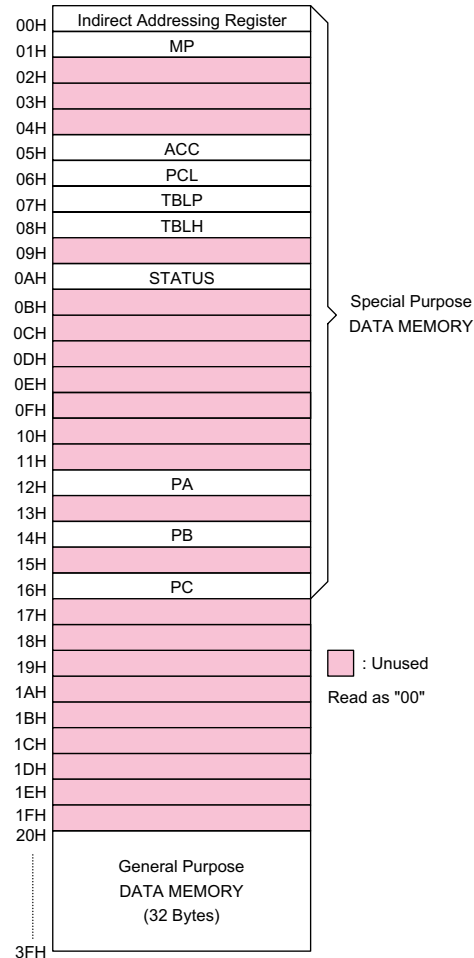 00H Indirect Addressing Register
01H MP
02H
03H
04H
05H ACC
06H PCL
07H TBLP
08H TBLH
09H
0AH STATUS
0BH
0CH
0DH
0EH
0FH
10H
11H
12H PA
13H
14H PB
15H
16H PC
17H
18H
19H
1AH
1BH
1CH
1DH
1EH
1FH
20H
General Purpose
DATA MEMORY
(32 Bytes)
3FH
Special Purpose
DATA MEMORY
: Unused
Read as "00"